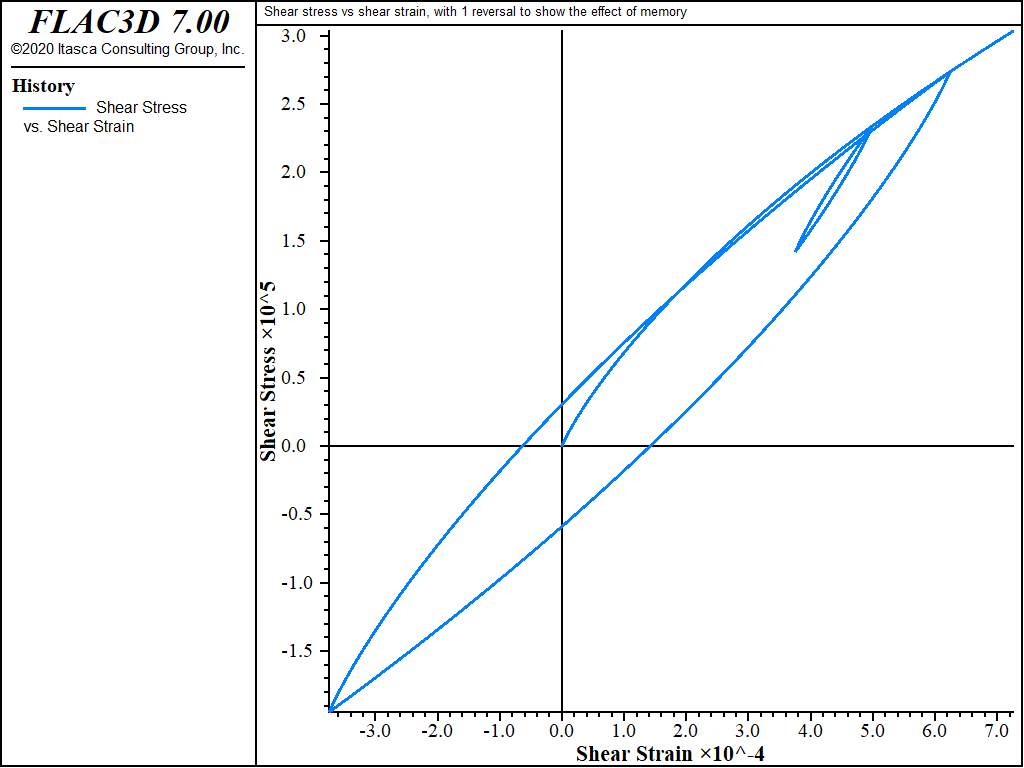 FLAC3D 7.00
©2020 Itasca Consulting Group, Inc.
History
Shear Stress
vs. Shear Strain
Shear stress vs shear strain, with 1 reversal to show the effect of memory
Shear Stress ×10^5
3.0
2.5
2.0
1.5
1.0
0.5
0.0
-0.5
-1.0
-1.5
-3.0 -2.0 -1.0 0.0 1.0 2.0 3.0 4.0 5.0 6.0 7.0
Shear Strain ×10^-4